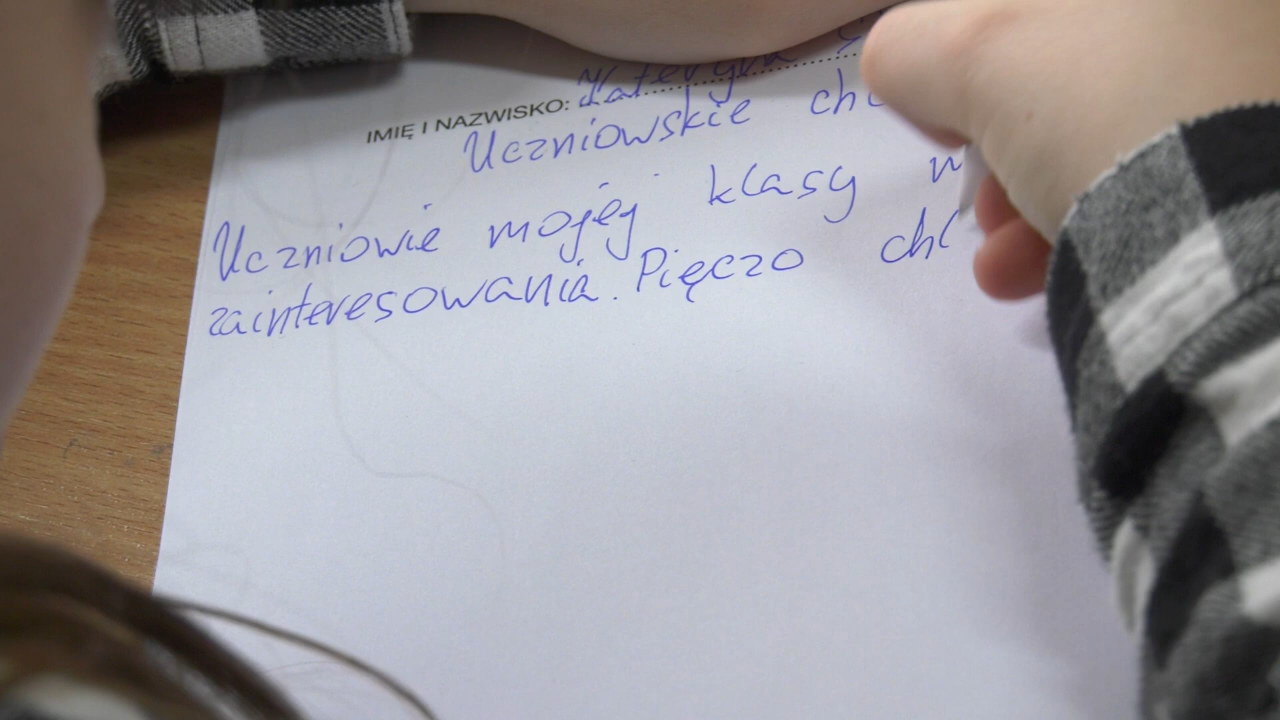 IMIĘ I NAZWISKO:
Uczniowskie
Uczniowie mojej klasy
zainteresowania. Pięczo